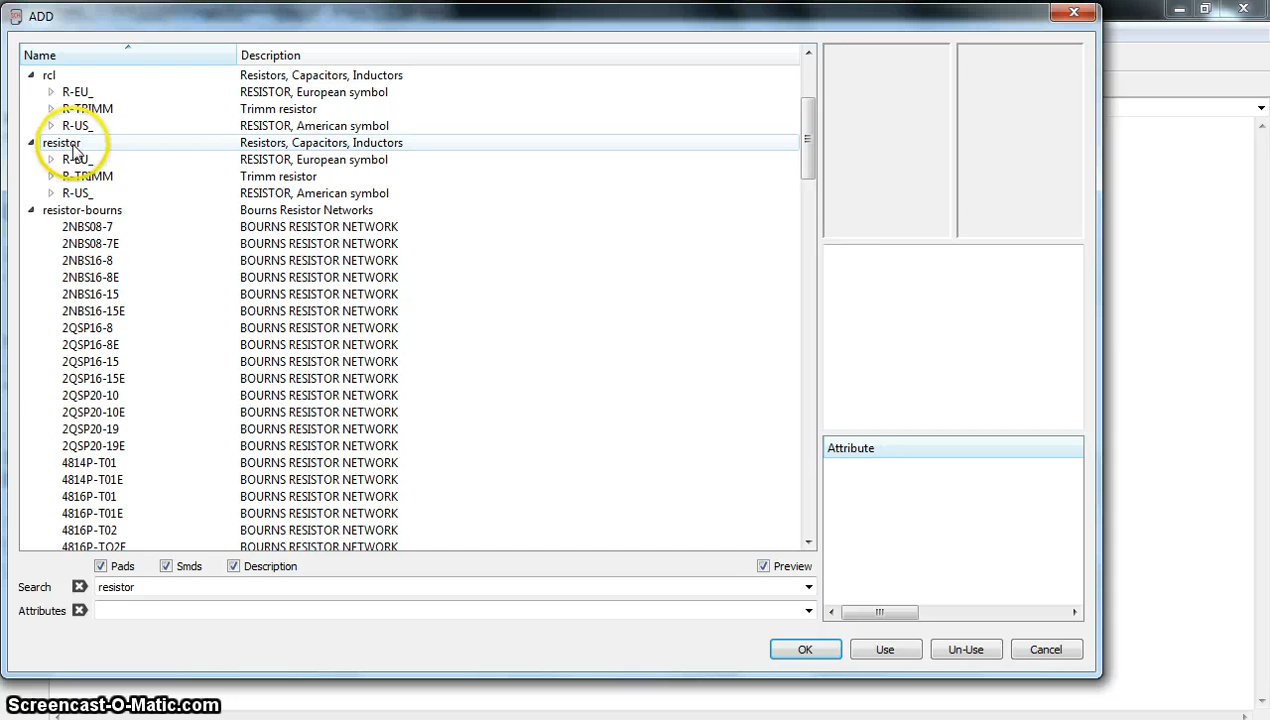 ADD
Name Description
rcl Resistors, Capacitors, Inductors
R-EU_ RESISTOR, European symbol
R-TRIMM Trimm resistor
R-US_ RESISTOR, American symbol
resistor Resistors, Capacitors, Inductors
R-EU_ RESISTOR, European symbol
R-TRIMM Trimm resistor
R-US_ RESISTOR, American symbol
resistor-bourns Bourns Resistor Networks
2NBS08-7 BOURNS RESISTOR NETWORK
2NBS08-7E BOURNS RESISTOR NETWORK
2NBS16-8 BOURNS RESISTOR NETWORK
2NBS16-8E BOURNS RESISTOR NETWORK
2NBS16-15 BOURNS RESISTOR NETWORK
2NBS16-15E BOURNS RESISTOR NETWORK
2QSP16-8 BOURNS RESISTOR NETWORK
2QSP16-8E BOURNS RESISTOR NETWORK
2QSP16-15 BOURNS RESISTOR NETWORK
2QSP16-15E BOURNS RESISTOR NETWORK
2QSP20-10 BOURNS RESISTOR NETWORK
2QSP20-10E BOURNS RESISTOR NETWORK
2QSP20-19 BOURNS RESISTOR NETWORK
2QSP20-19E BOURNS RESISTOR NETWORK
4814P-T01 BOURNS RESISTOR NETWORK
4814P-T01E BOURNS RESISTOR NETWORK
4816P-T01 BOURNS RESISTOR NETWORK
4816P-T01E BOURNS RESISTOR NETWORK
4816P-T02 BOURNS RESISTOR NETWORK
4816P-TO2E BOURNS RESISTOR NETWORK
Attribute
Pads Smds Description Preview
Search resistor
Attributes
OK Use Un-Use Cancel
Screencast-O-Matic.com